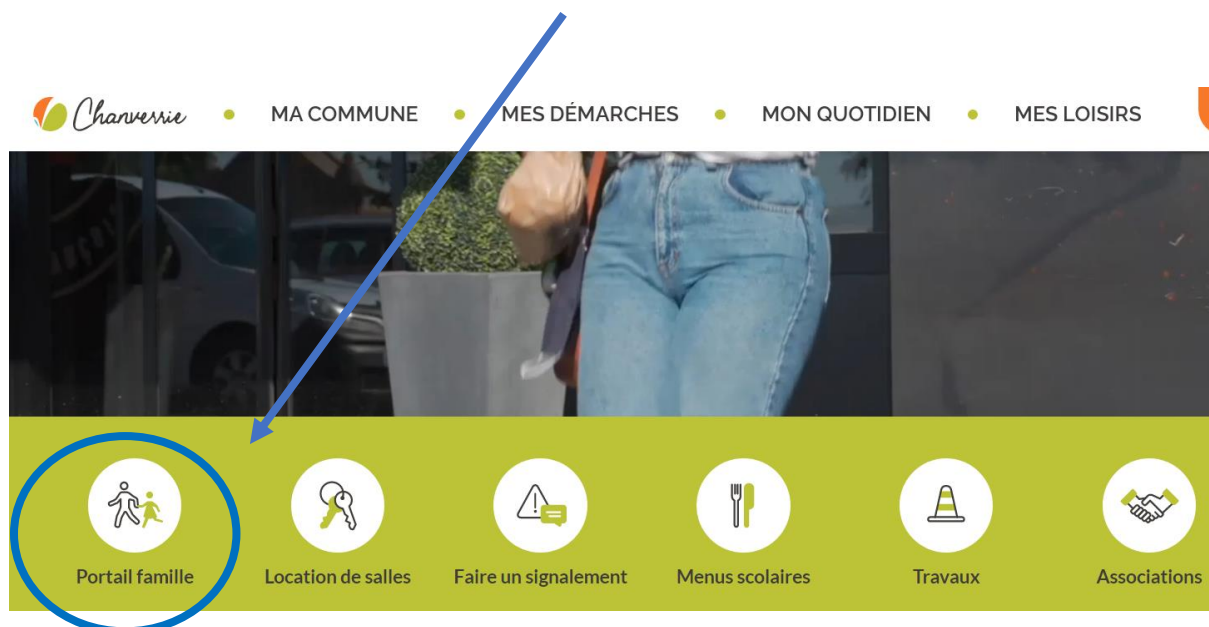 Chanverrie • MA COMMUNE • MES DÉMARCHES • MON QUOTIDIEN • MES LOISIRS
Portail famille Location de salles Faire un signalement Menus scolaires Travaux Associations